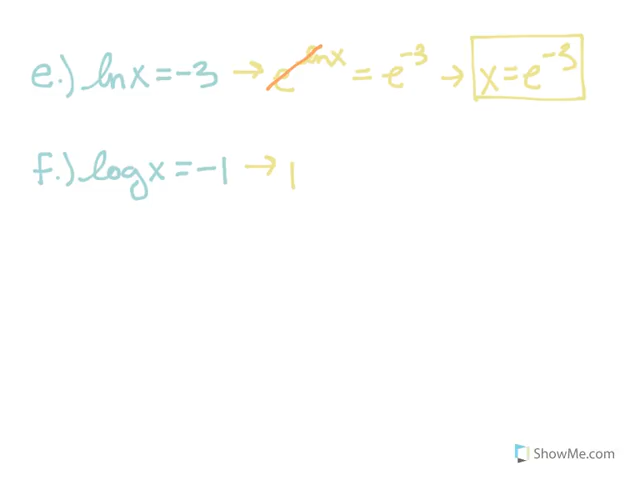 e.) ln x = -3 → e^{ln x} = e^{-3} → x = e^{-3}
f.) log x = -1 → 1
ShowMe.com